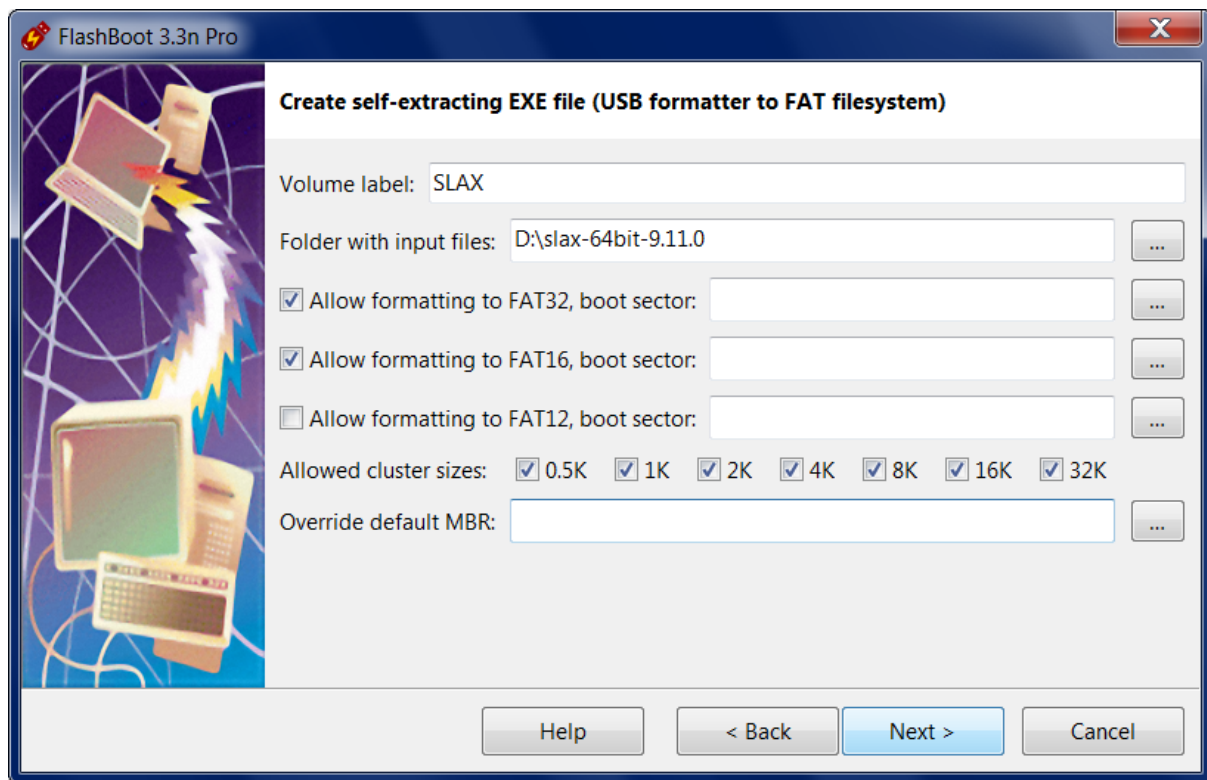 FlashBoot 3.3n Pro
Create self-extracting EXE file (USB formatter to FAT filesystem)
Volume label: SLAX
Folder with input files: D:\slax-64bit-9.11.0 ...
Allow formatting to FAT32, boot sector: ...
Allow formatting to FAT16, boot sector: ...
Allow formatting to FAT12, boot sector: ...
Allowed cluster sizes: 0.5K 1K 2K 4K 8K 16K 32K
Override default MBR: ...
Help < Back Next > Cancel